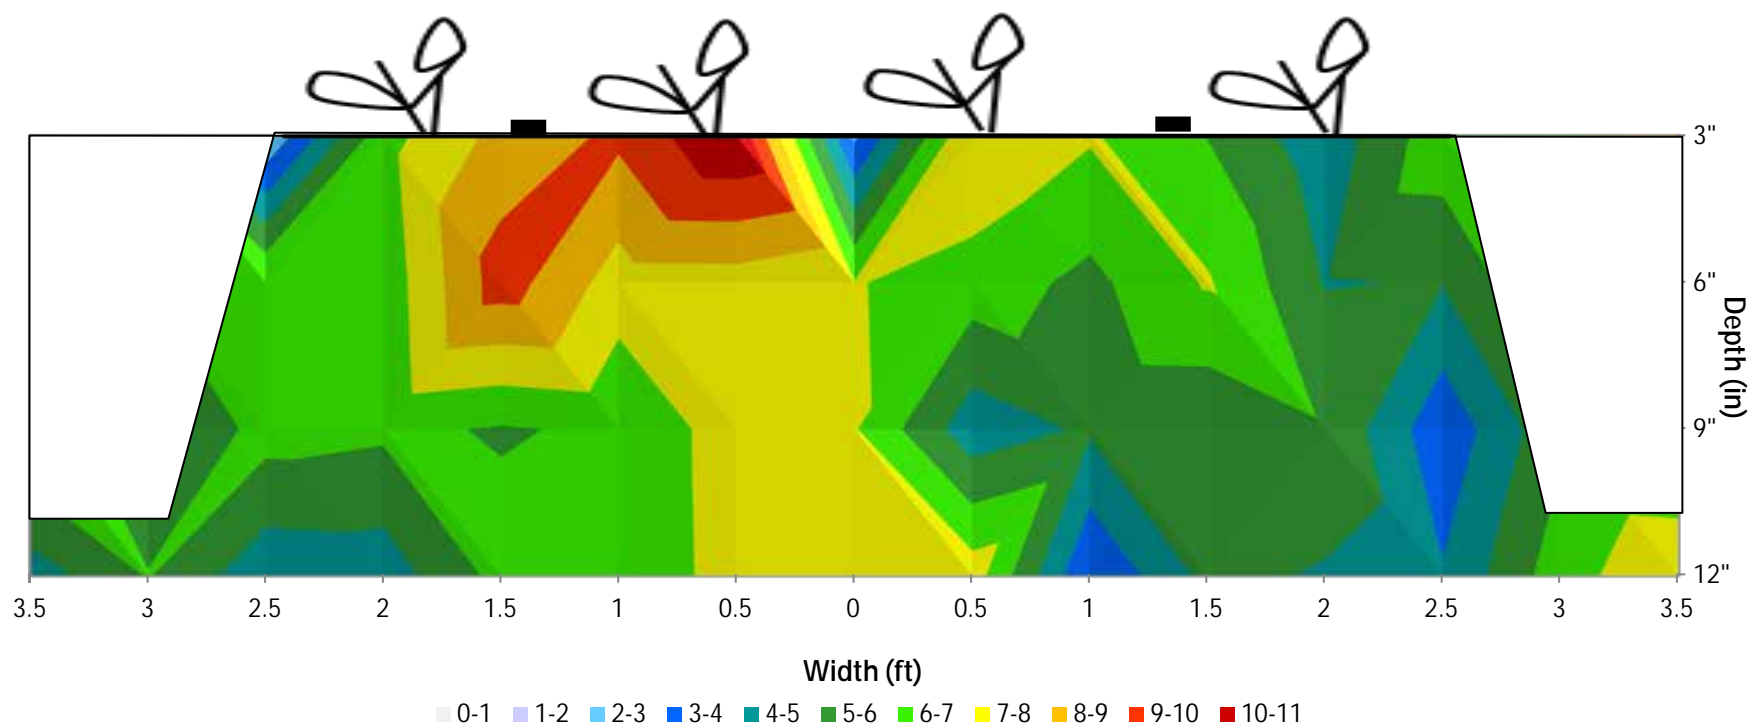 3"
6"
9"
12"
Depth (in)
3.5 3 2.5 2 1.5 1 0.5 0 0.5 1 1.5 2 2.5 3 3.5
Width (ft)
0-1 1-2 2-3 3-4 4-5 5-6 6-7 7-8 8-9 9-10 10-11